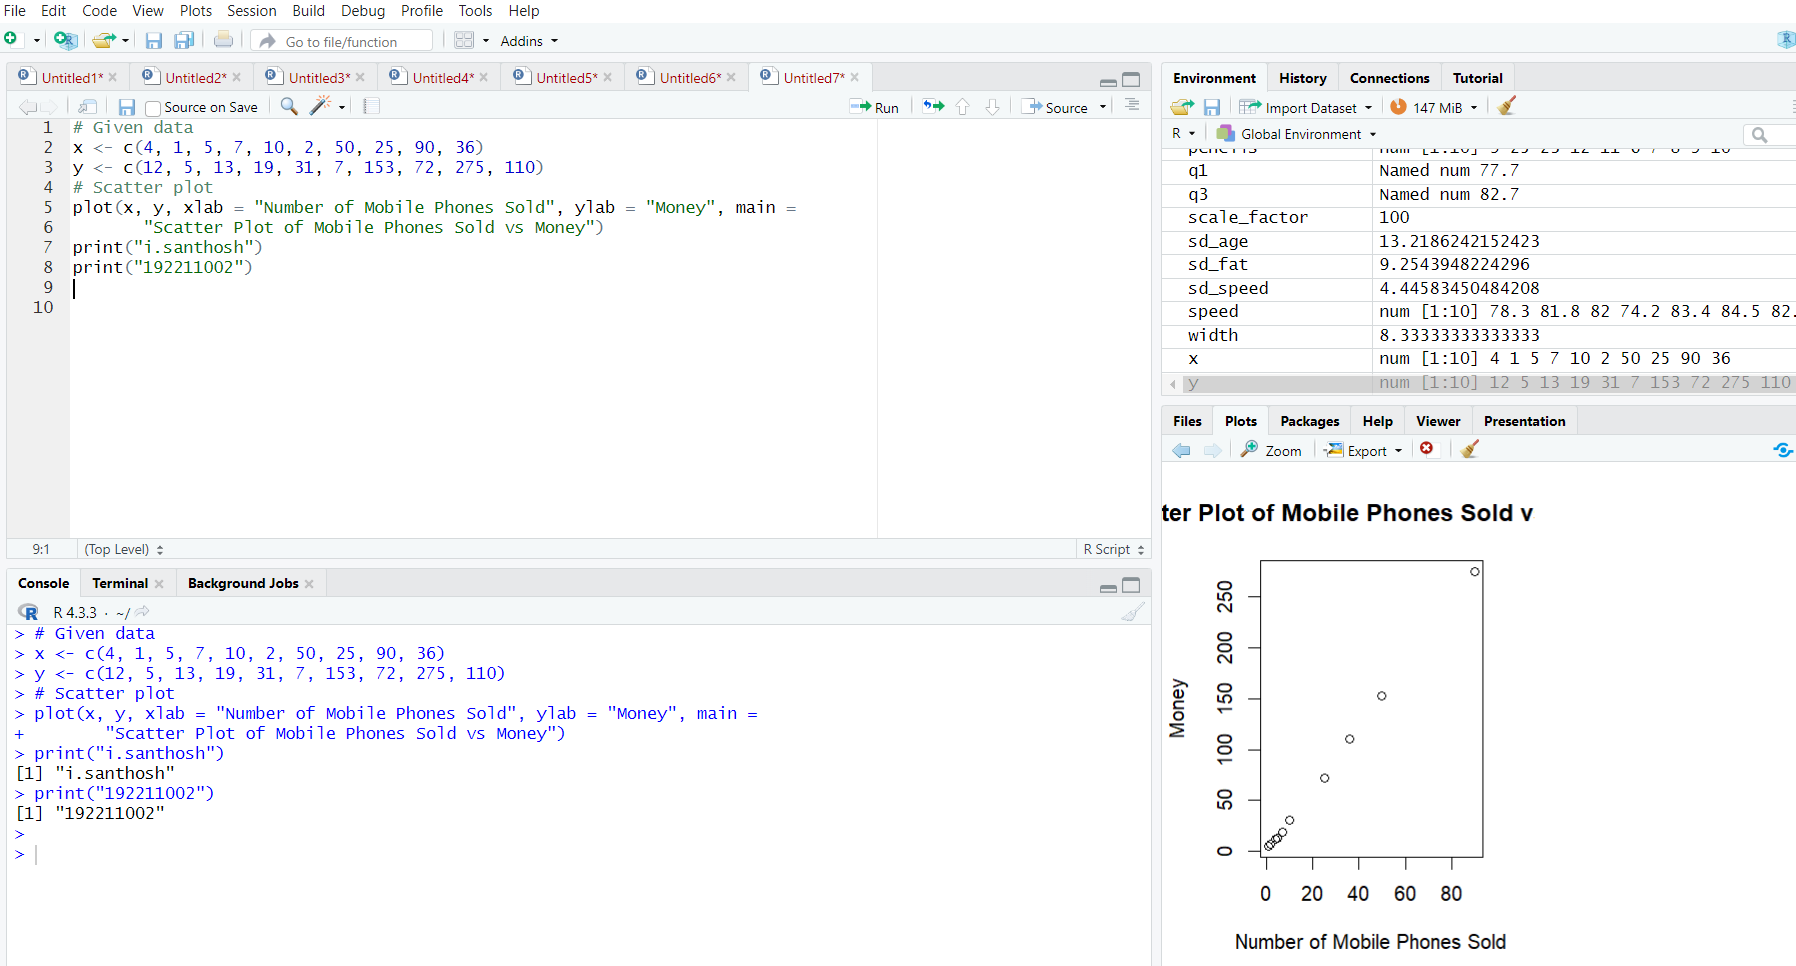 File Edit Code View Plots Session Build Debug Profile Tools Help
Go to file/function Addins
Untitled1* Untitled2* Untitled3* Untitled4* Untitled5* Untitled6* Untitled7*
Source on Save Run Source
1 # Given data
2 x <- c(4, 1, 5, 7, 10, 2, 50, 25, 90, 36)
3 y <- c(12, 5, 13, 19, 31, 7, 153, 72, 275, 110)
4 # Scatter plot
5 plot(x, y, xlab = "Number of Mobile Phones Sold", ylab = "Money", main =
6 "Scatter Plot of Mobile Phones Sold vs Money")
7 print("i.santhosh")
8 print("192211002")
9
10
9:1 (Top Level) R Script
Console Terminal Background Jobs
R 4.3.3 · ~/
> # Given data
> x <- c(4, 1, 5, 7, 10, 2, 50, 25, 90, 36)
> y <- c(12, 5, 13, 19, 31, 7, 153, 72, 275, 110)
> # Scatter plot
> plot(x, y, xlab = "Number of Mobile Phones Sold", ylab = "Money", main =
+ "Scatter Plot of Mobile Phones Sold vs Money")
> print("i.santhosh")
[1] "i.santhosh"
> print("192211002")
[1] "192211002"
>
>
Environment History Connections Tutorial
Import Dataset 147 MiB
R Global Environment
q1 Named num 77.7
q3 Named num 82.7
scale_factor 100
sd_age 13.2186242152423
sd_fat 9.2543948224296
sd_speed 4.44583450484208
speed num [1:10] 78.3 81.8 82 74.2 83.4 84.5 82.
width 8.33333333333333
x num [1:10] 4 1 5 7 10 2 50 25 90 36
y num [1:10] 12 5 13 19 31 7 153 72 275 110
Files Plots Packages Help Viewer Presentation
Zoom Export
ter Plot of Mobile Phones Sold v
Money
250
200
150
100
50
0
0 20 40 60 80
Number of Mobile Phones Sold